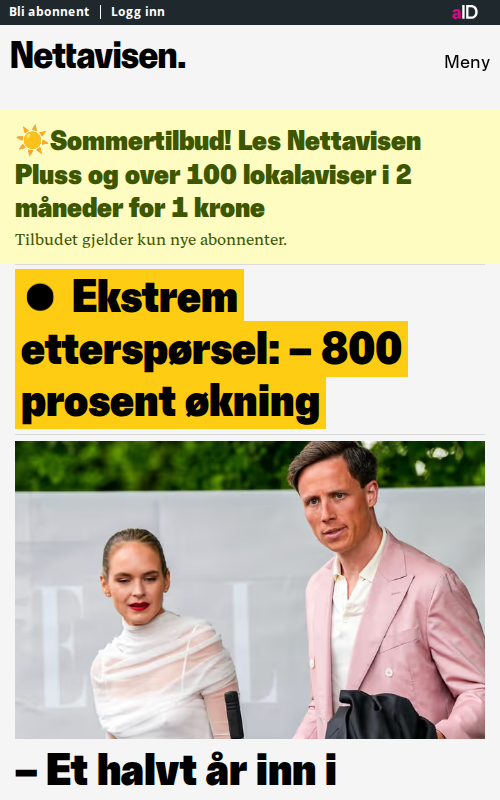 Bli abonnent | Logg inn
aID
Nettavisen.
Meny
☀️Sommertilbud! Les Nettavisen
Pluss og over 100 lokalaviser i 2
måneder for 1 krone
Tilbudet gjelder kun nye abonnenter.
● Ekstrem
etterspørsel: – 800
prosent økning
E L L
– Et halvt år inn i